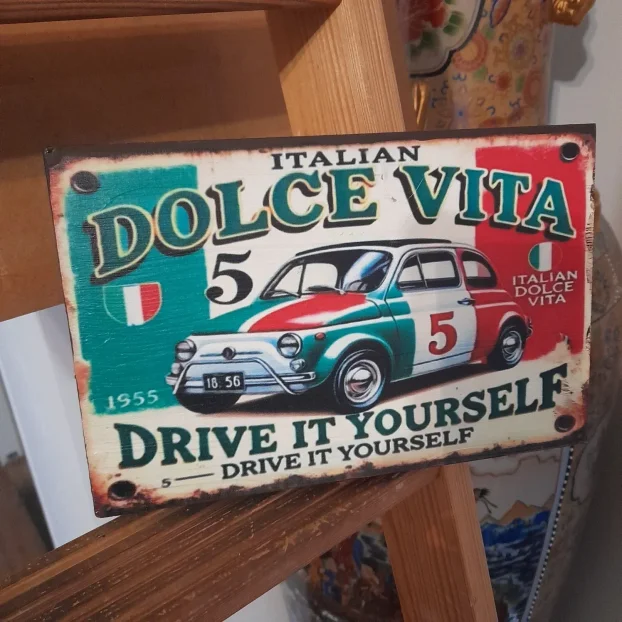 ITALIAN
DOLCE VITA
5
ITALIAN
DOLCE
VITA
5
18.56
1955
DRIVE IT YOURSELF
5 — DRIVE IT YOURSELF